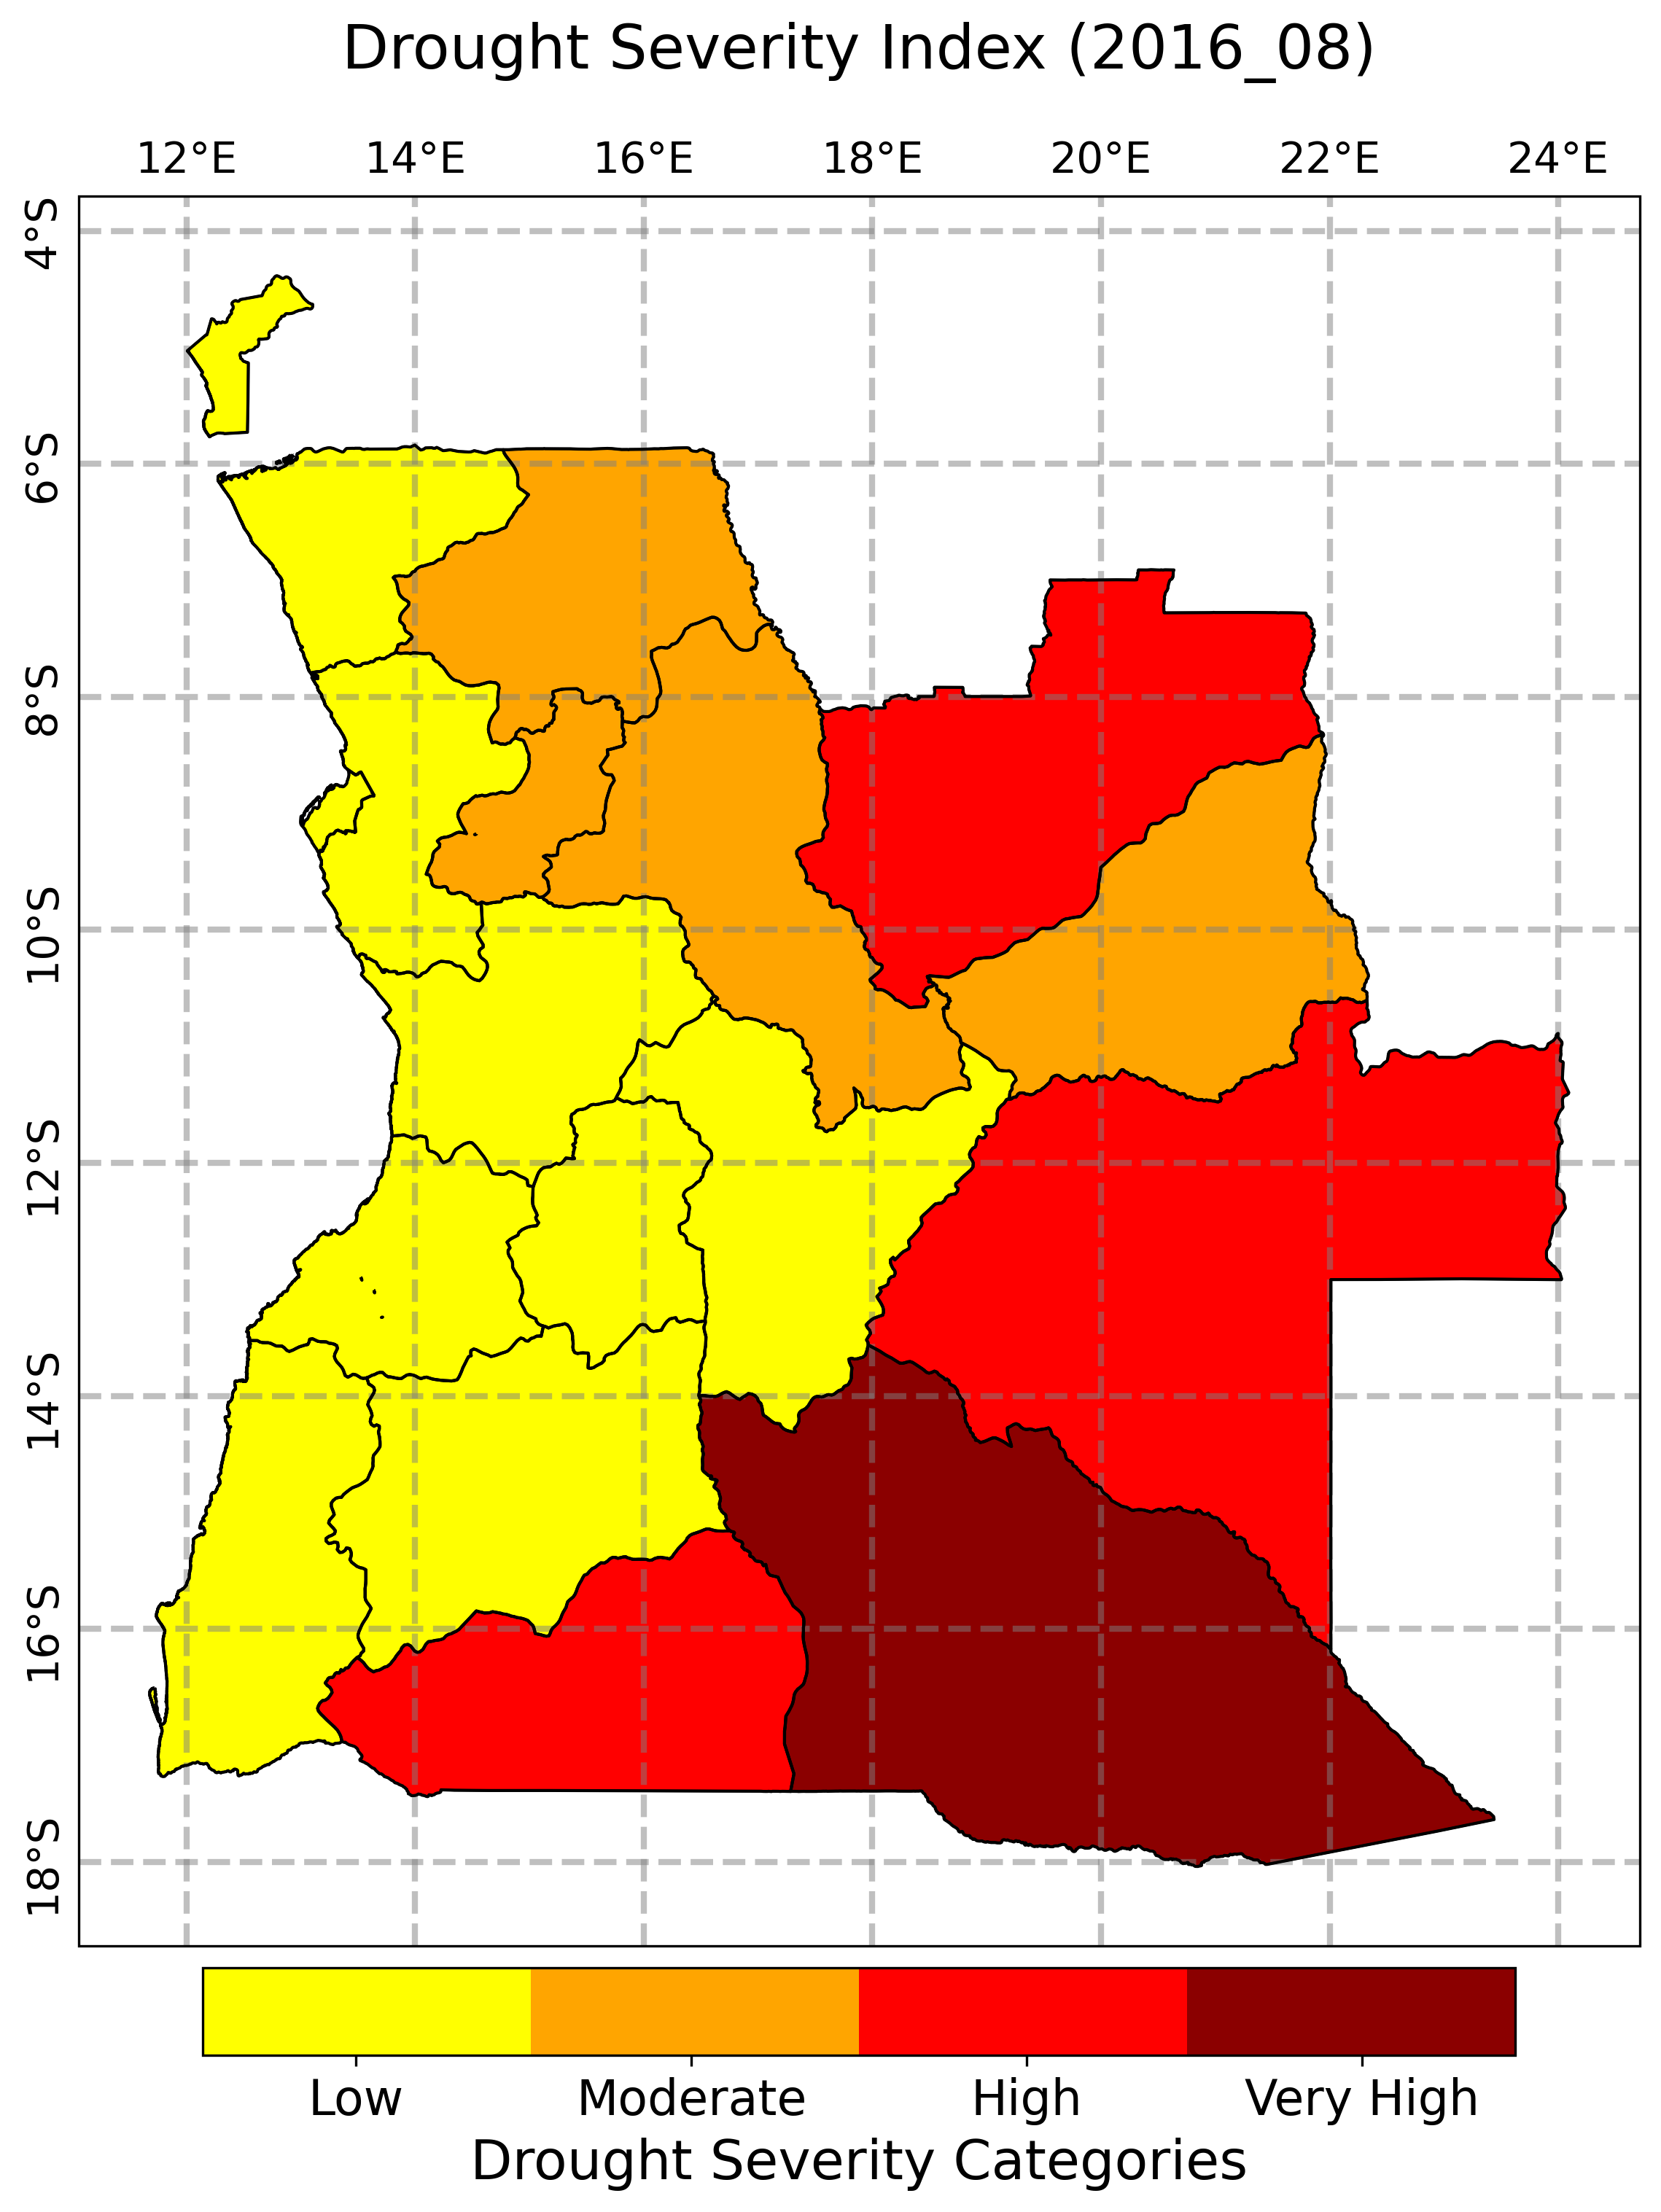 Drought Severity Index (2016_08)
12°E 14°E 16°E 18°E 20°E 22°E 24°E
4°S
6°S
8°S
10°S
12°S
14°S
16°S
18°S
Low Moderate High Very High
Drought Severity Categories